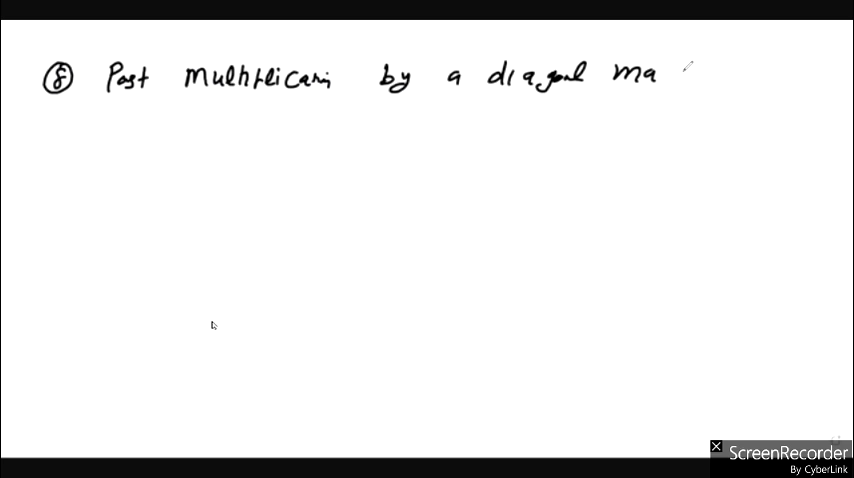 ⑧ Post multiplication by a diagonal ma
ScreenRecorder
By CyberLink